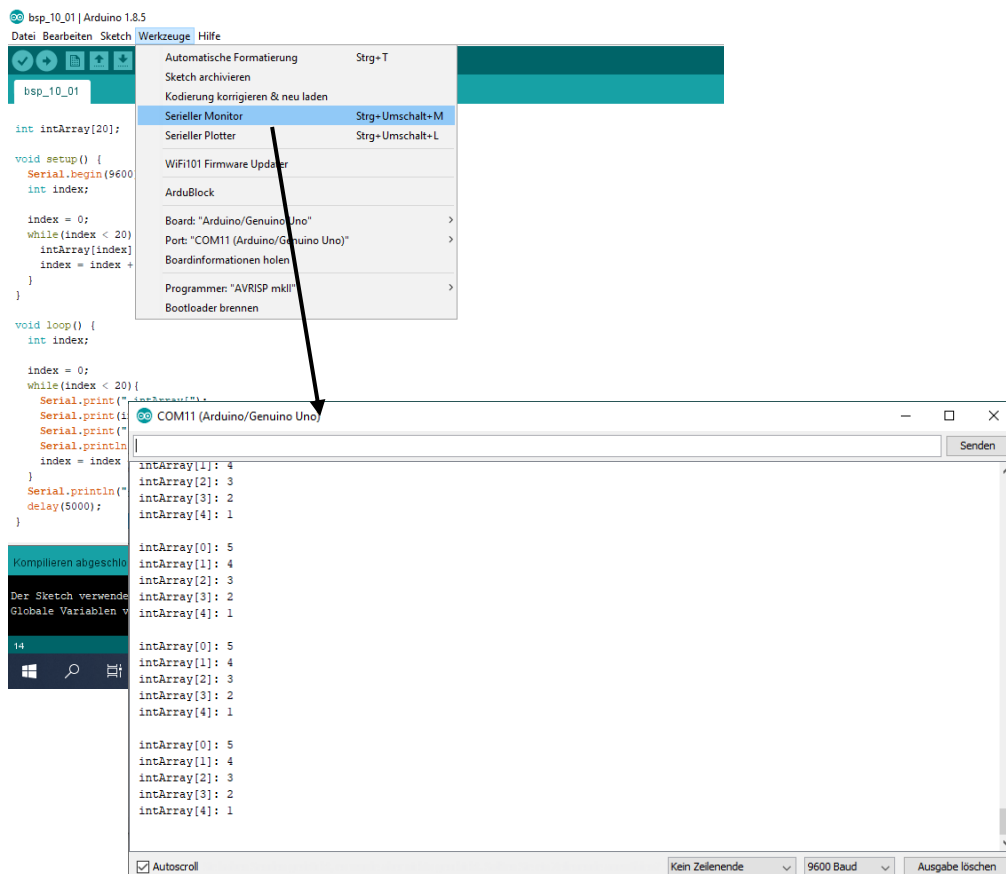 bsp_10_01 | Arduino 1.8.5
Datei Bearbeiten Sketch Werkzeuge Hilfe
bsp_10_01
Automatische Formatierung Strg+T
Sketch archivieren
Kodierung korrigieren & neu laden
Serieller Monitor Strg+Umschalt+M
Serieller Plotter Strg+Umschalt+L
WiFi101 Firmware Updater
ArduBlock
Board: "Arduino/Genuino Uno"
Port: "COM11 (Arduino/Genuino Uno)"
Boardinformationen holen
Programmer: "AVRISP mkII"
Bootloader brennen
int intArray[20];
void setup() {
Serial.begin(9600
int index;
index = 0;
while(index < 20)
intArray[index]
index = index +
}
}
void loop() {
int index;
index = 0;
while(index < 20){
Serial.print(" intArray[");
Serial.print(i
Serial.print("
Serial.println
index = index
}
Serial.println("
delay(5000);
}
Kompilieren abgeschlo
Der Sketch verwende
Globale Variablen v
14
COM11 (Arduino/Genuino Uno)
Senden
intArray[1]: 4
intArray[2]: 3
intArray[3]: 2
intArray[4]: 1
intArray[0]: 5
intArray[1]: 4
intArray[2]: 3
intArray[3]: 2
intArray[4]: 1
intArray[0]: 5
intArray[1]: 4
intArray[2]: 3
intArray[3]: 2
intArray[4]: 1
intArray[0]: 5
intArray[1]: 4
intArray[2]: 3
intArray[3]: 2
intArray[4]: 1
Autoscroll Kein Zeilenende 9600 Baud Ausgabe löschen